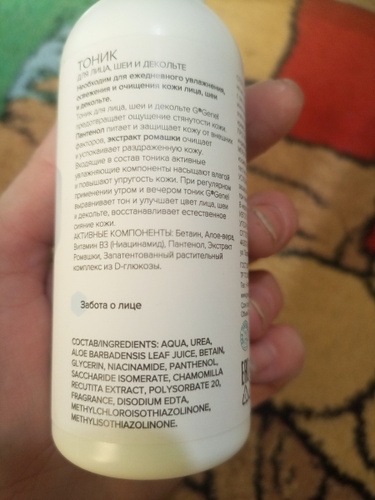 ТОНИК
ДЛЯ ЛИЦА, ШЕИ И ДЕКОЛЬТЕ
Необходим для ежедневного увлажнения,
освежения и очищения кожи лица, шеи
и декольте.
Тоник для лица, шеи и декольте G*Genel
предотвращает ощущение стянутости кожи.
Пантенол питает и защищает кожу от внешних
факторов, экстракт ромашки очищает
и успокаивает раздраженную кожу.
Входящие в состав тоника активные
увлажняющие компоненты насыщают влагой
и повышают упругость кожи. При регулярном
применении утром и вечером тоник G*Genel
выравнивает тон и улучшает цвет лица, шеи
и декольте, восстанавливает естественное
сияние кожи.
АКТИВНЫЕ КОМПОНЕНТЫ: Бетаин, Алоэ-вера,
Витамин B3 (Ниацинамид), Пантенол, Экстракт
Ромашки, Запатентованный растительный
комплекс из D-глюкозы.
Забота о лице
СОСТАВ/INGREDIENTS: AQUA, UREA,
ALOE BARBADENSIS LEAF JUICE, BETAIN,
GLYCERIN, NIACINAMIDE, PANTHENOL,
SACCHARIDE ISOMERATE, CHAMOMILLA
RECUTITA EXTRACT, POLYSORBATE 20,
FRAGRANCE, DISODIUM EDTA,
METHYLCHLOROISOTHIAZOLINONE,
METHYLISOTHIAZOLINONE.